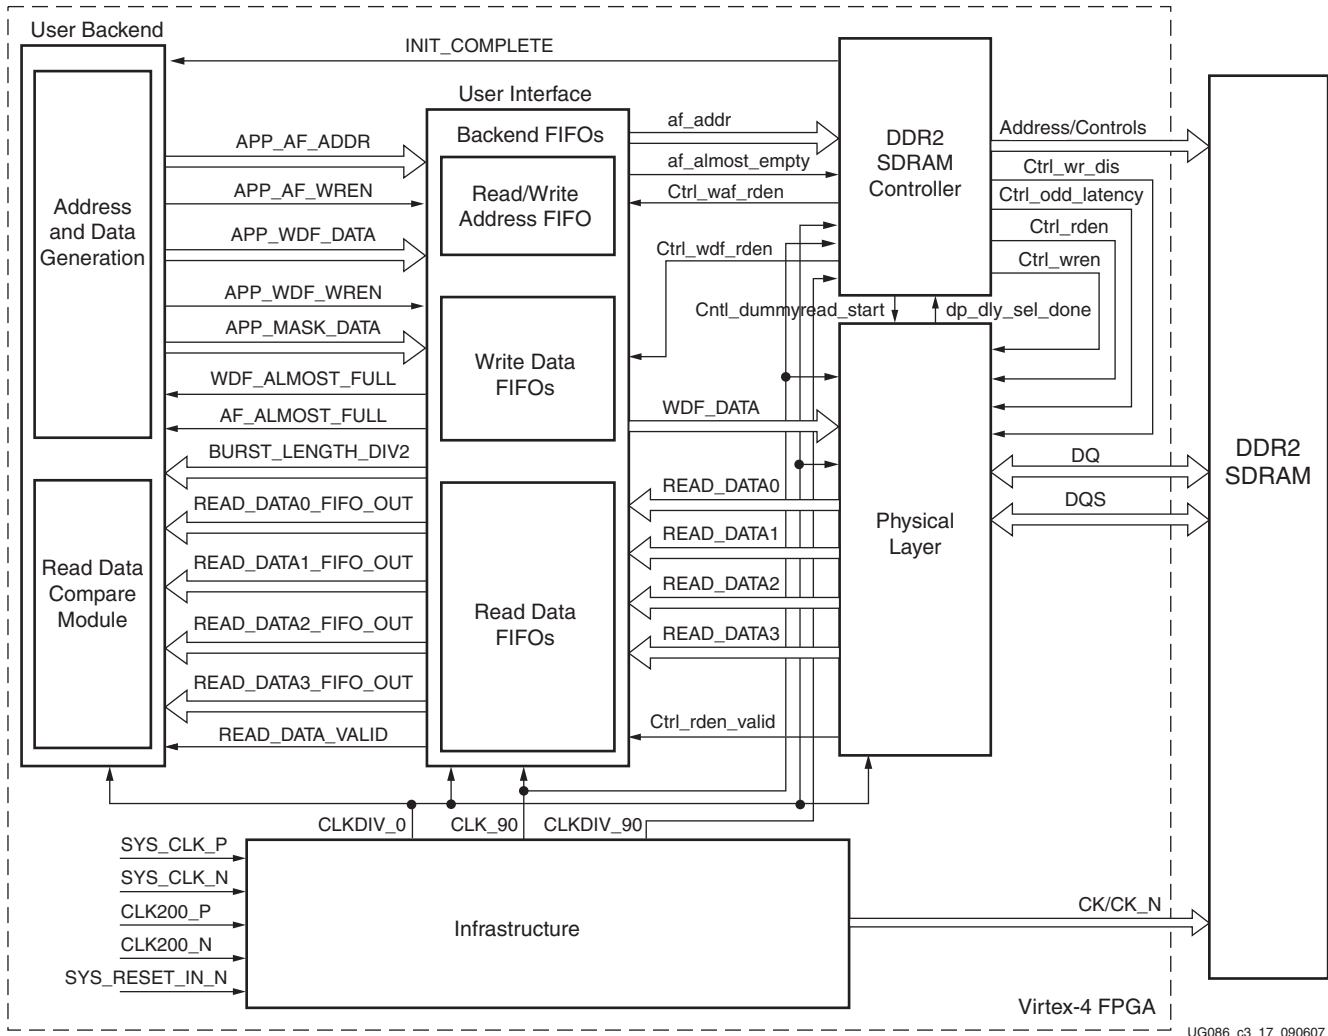 User Backend
INIT_COMPLETE
User Interface
Address
and Data
Generation
APP_AF_ADDR
APP_AF_WREN
APP_WDF_DATA
APP_WDF_WREN
APP_MASK_DATA
WDF_ALMOST_FULL
AF_ALMOST_FULL
BURST_LENGTH_DIV2
READ_DATA0_FIFO_OUT
READ_DATA1_FIFO_OUT
READ_DATA2_FIFO_OUT
READ_DATA3_FIFO_OUT
READ_DATA_VALID
Read Data
Compare
Module
Backend FIFOs
Read/Write
Address FIFO
Write Data
FIFOs
Read Data
FIFOs
af_addr
af_almost_empty
Ctrl_waf_rden
Ctrl_wdf_rden
Cntl_dummyread_start
dp_dly_sel_done
WDF_DATA
READ_DATA0
READ_DATA1
READ_DATA2
READ_DATA3
Ctrl_rden_valid
DDR2
SDRAM
Controller
Address/Controls
Ctrl_wr_dis
Ctrl_odd_latency
Ctrl_rden
Ctrl_wren
Physical
Layer
DQ
DQS
DDR2
SDRAM
CLKDIV_0
CLK_90
CLKDIV_90
SYS_CLK_P
SYS_CLK_N
CLK200_P
CLK200_N
SYS_RESET_IN_N
Infrastructure
CK/CK_N
Virtex-4 FPGA
UG086_c3_17_090607